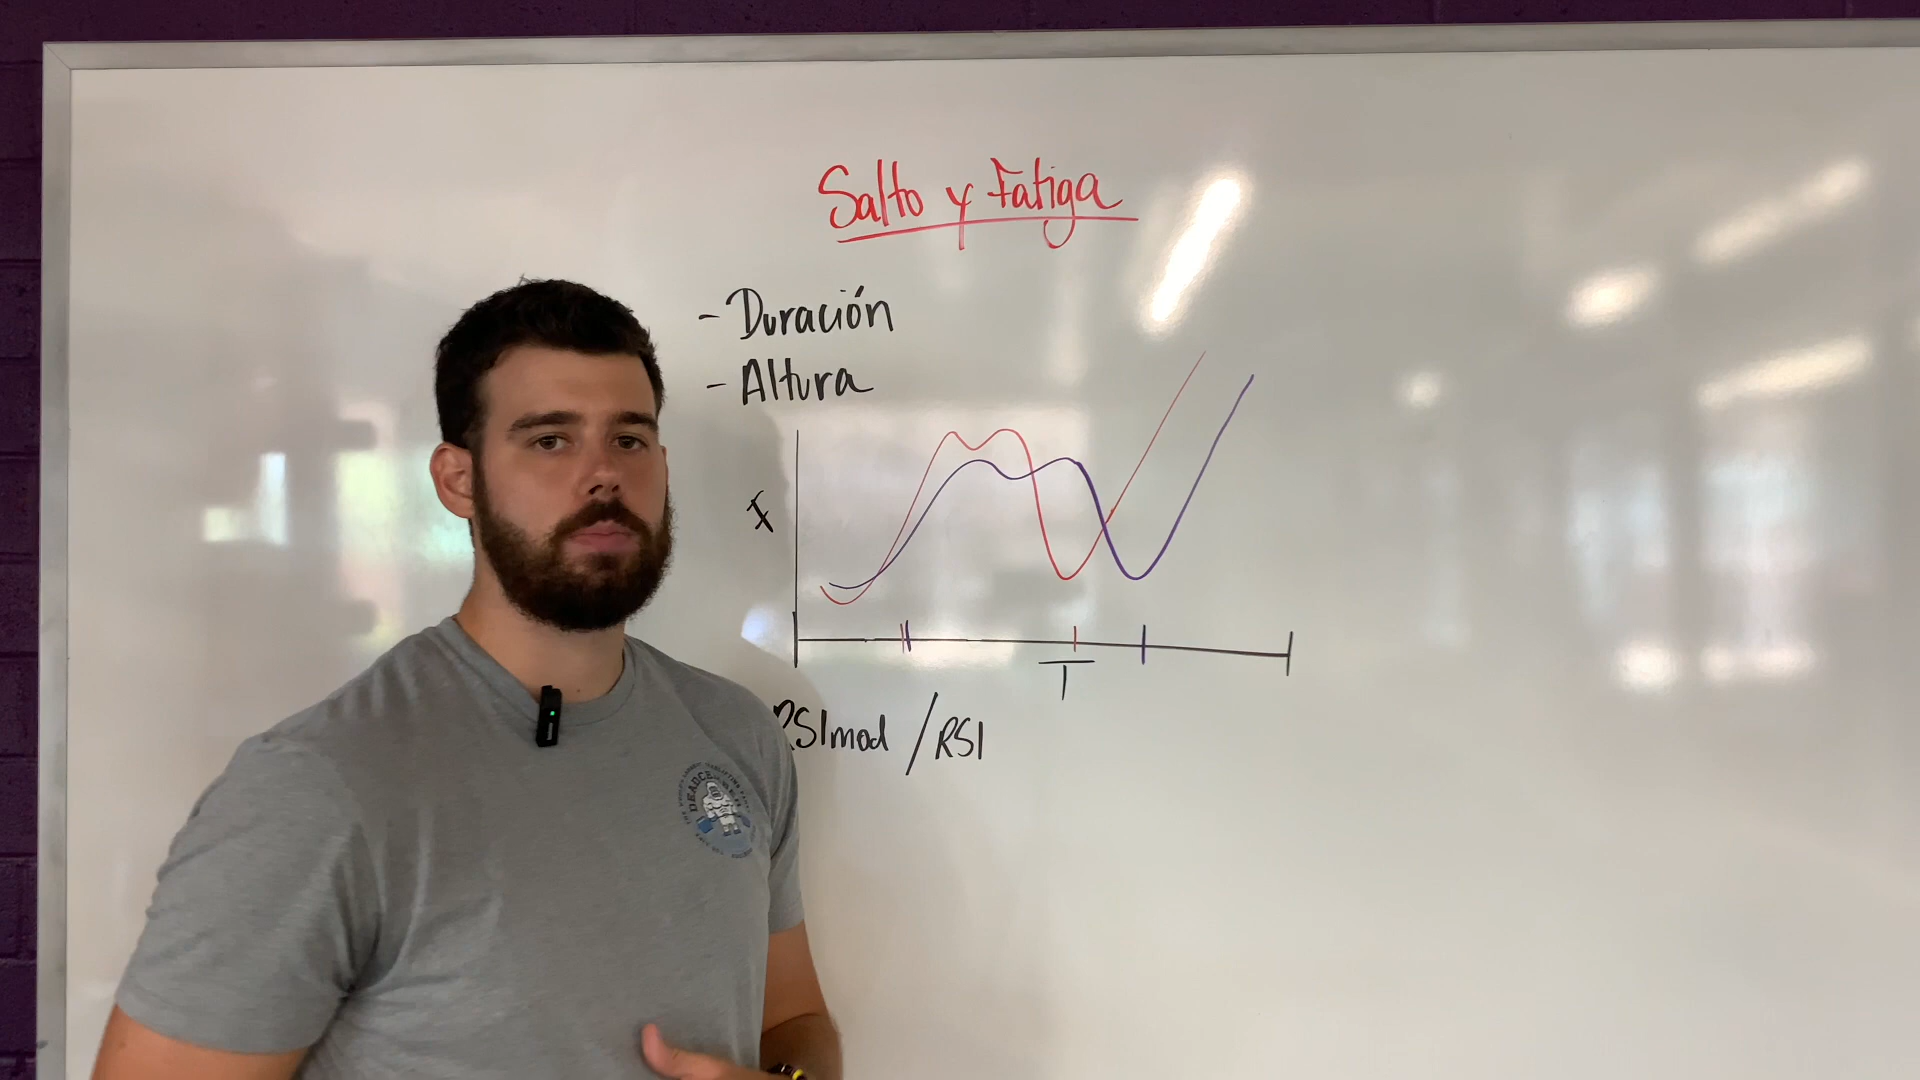 Salto y Fatiga
- Duración
- Altura
F
T
RSImod / RSI